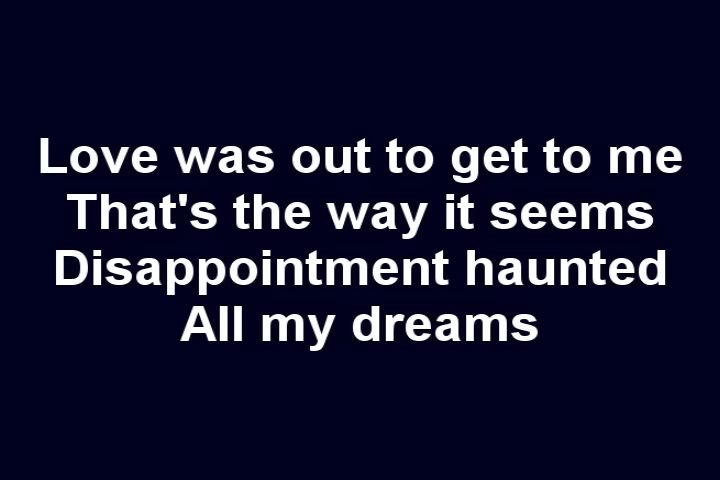 Love was out to get to me
That's the way it seems
Disappointment haunted
All my dreams